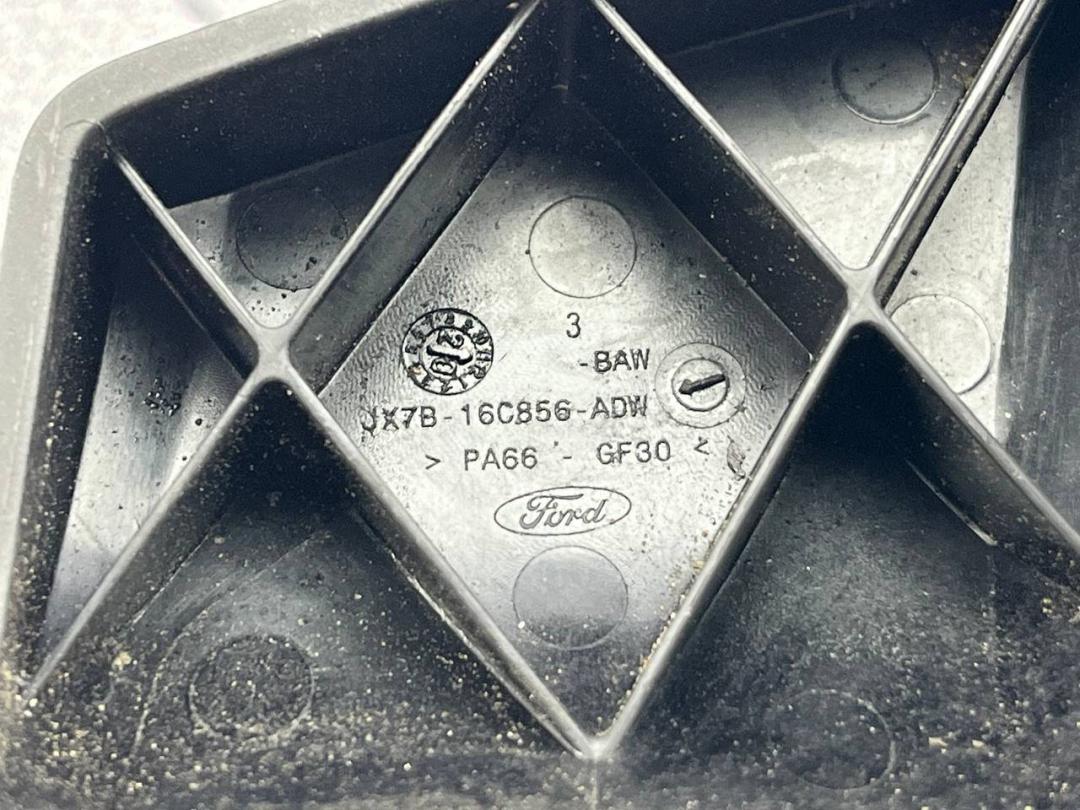 3
-BAW
JX7B-16C856-ADW
> PA66 - GF30 <
Ford